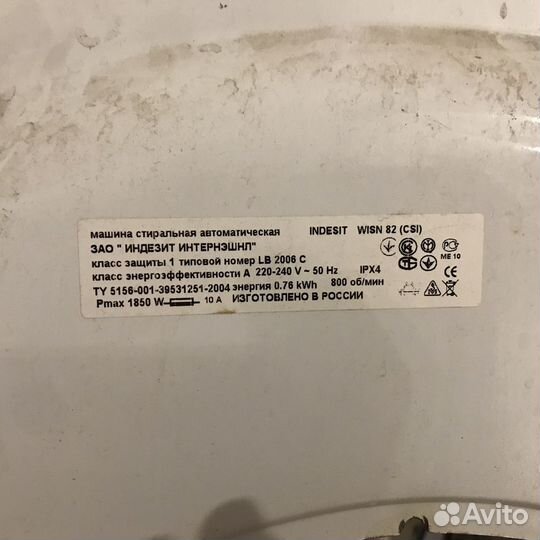 машина стиральная автоматическая INDESIT WISN 82 (CSI)
ЗАО " ИНДЕЗИТ ИНТЕРНЭШНЛ"
класс защиты 1 типовой номер LB 2006 C
ME 10
класс энергоэффективности A 220-240 V ~ 50 Hz IPX4
ТУ 5156-001-39531251-2004 энергия 0.76 kWh 800 об/мин
Pmax 1850 W 10 A ИЗГОТОВЛЕНО В РОССИИ
Avito